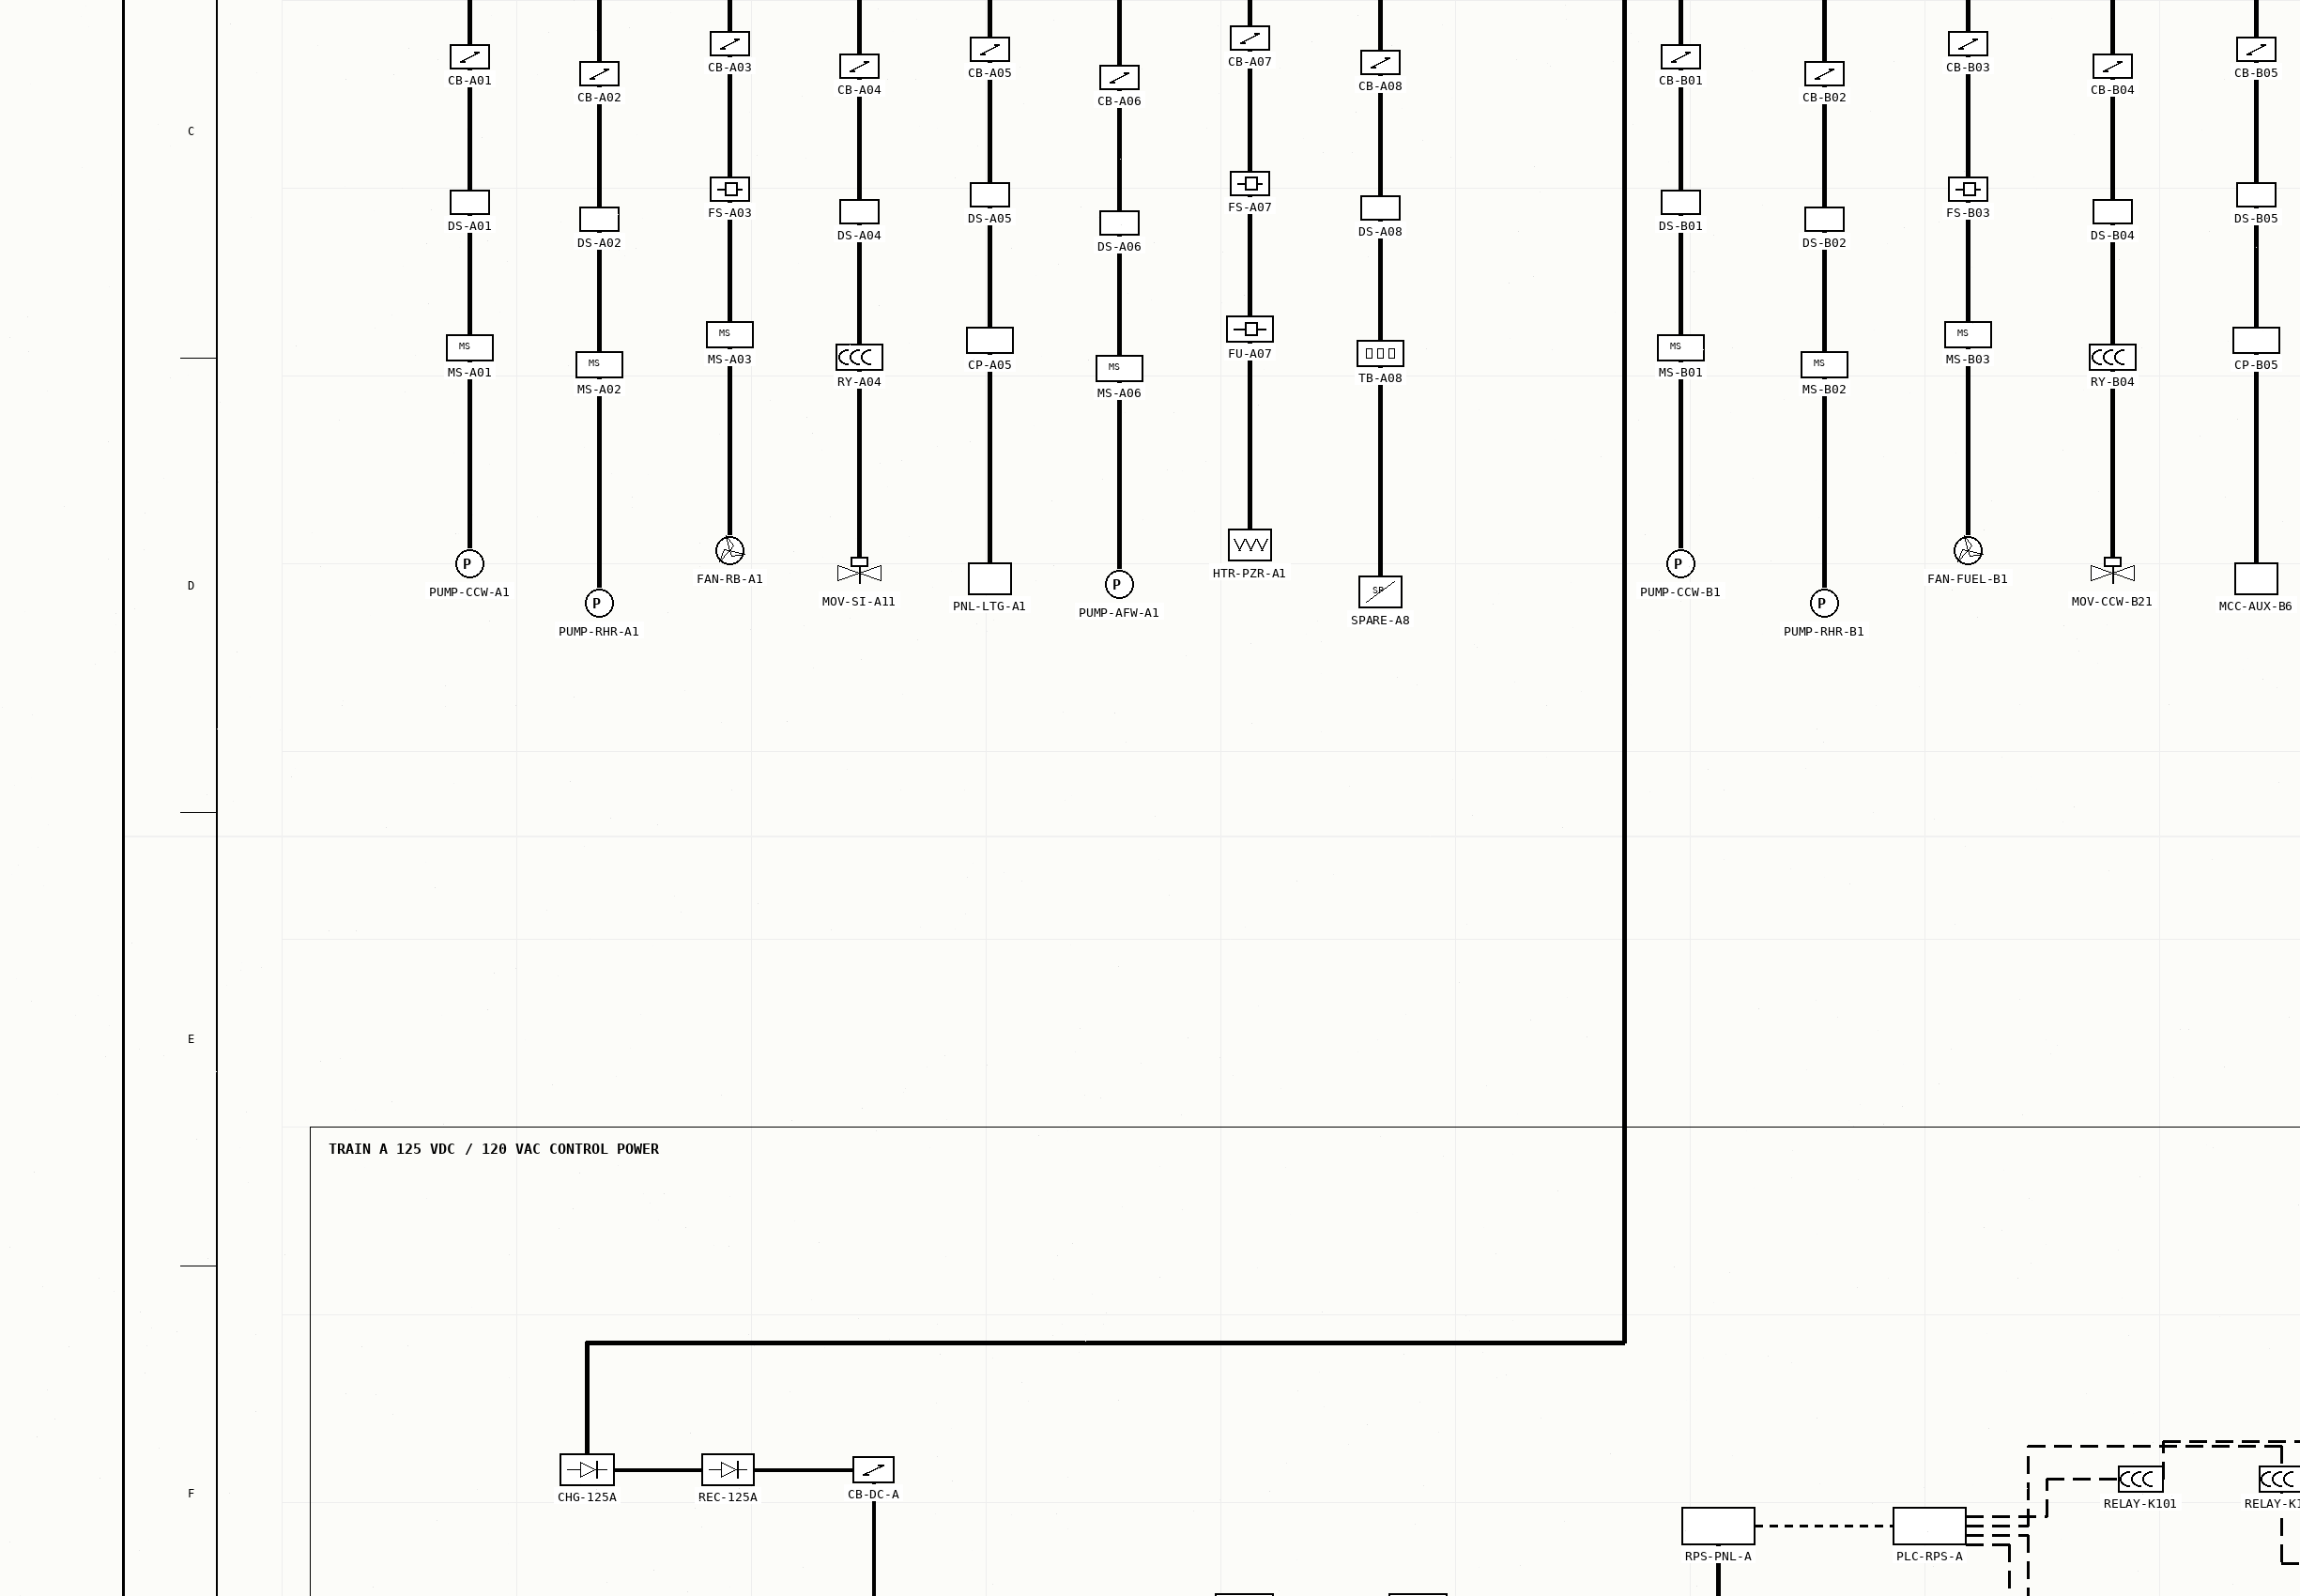 CB-A01
CB-A02
CB-A03
CB-A04
CB-A05
CB-A06
CB-A07
CB-A08
CB-B01
CB-B02
CB-B03
CB-B04
CB-B05
C
DS-A01
DS-A02
FS-A03
DS-A04
DS-A05
DS-A06
FS-A07
DS-A08
DS-B01
DS-B02
FS-B03
DS-B04
DS-B05
MS
MS-A01
MS
MS-A02
MS
MS-A03
RY-A04
CP-A05
MS
MS-A06
FU-A07
TB-A08
MS
MS-B01
MS
MS-B02
MS
MS-B03
RY-B04
CP-B05
D
P
PUMP-CCW-A1
P
PUMP-RHR-A1
FAN-RB-A1
MOV-SI-A11
PNL-LTG-A1
P
PUMP-AFW-A1
HTR-PZR-A1
SP
SPARE-A8
P
PUMP-CCW-B1
P
PUMP-RHR-B1
FAN-FUEL-B1
MOV-CCW-B21
MCC-AUX-B6
E
TRAIN A 125 VDC / 120 VAC CONTROL POWER
F
CHG-125A
REC-125A
CB-DC-A
RELAY-K101
RELAY-K1
RPS-PNL-A
PLC-RPS-A